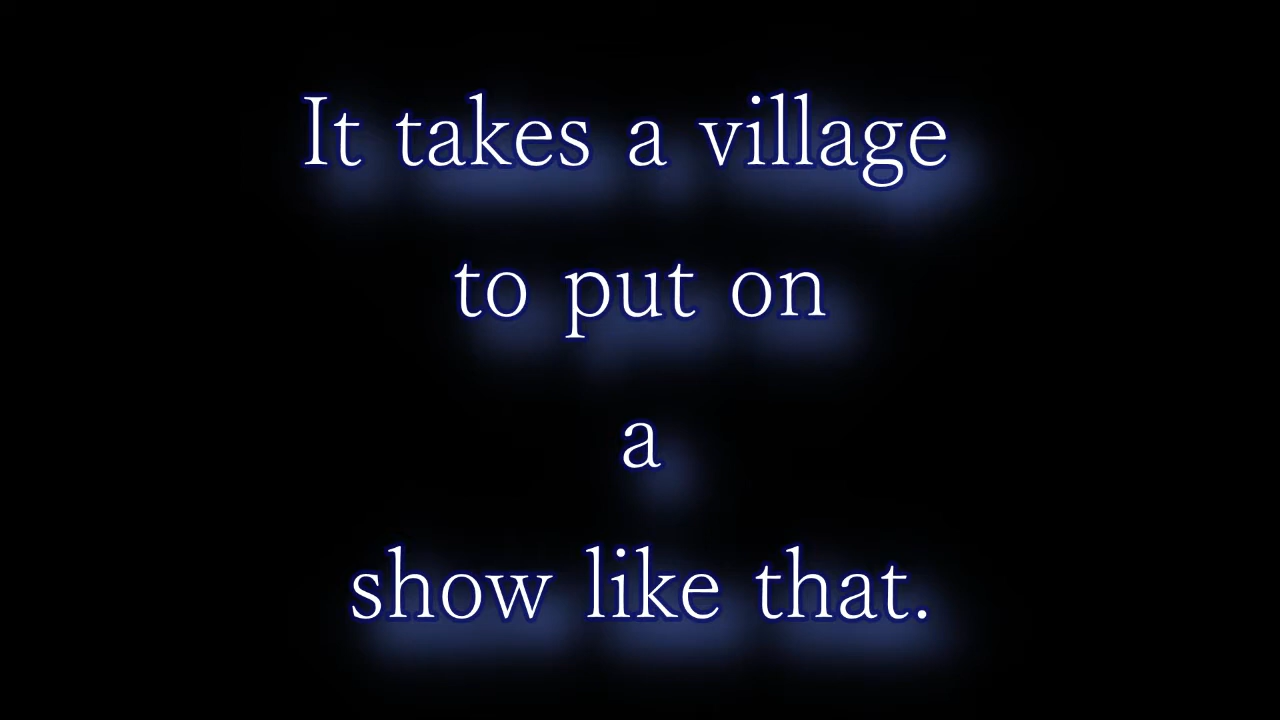 It takes a village
to put on
a
show like that.